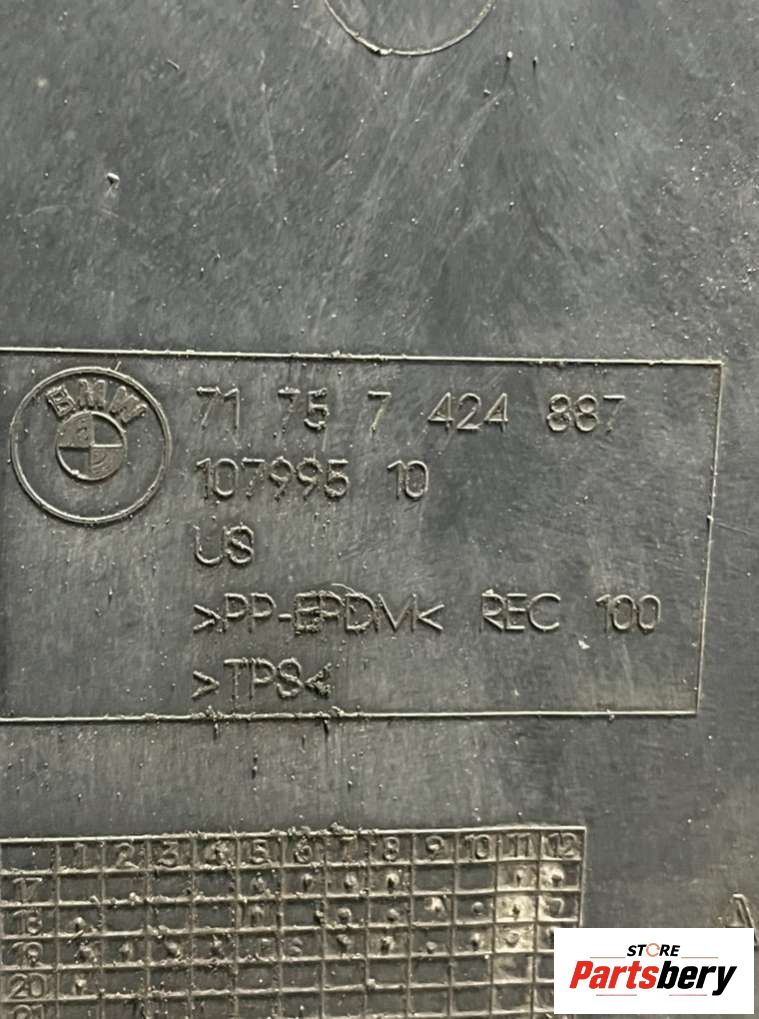 BMW
71 75 7 424 887
107995 10
US
>PP-EPDM< REC 100
>TPS<
1 2 3 4 5 6 7 8 9 10 11 12
17
18
19
20
21
A
STORE
Partsbery